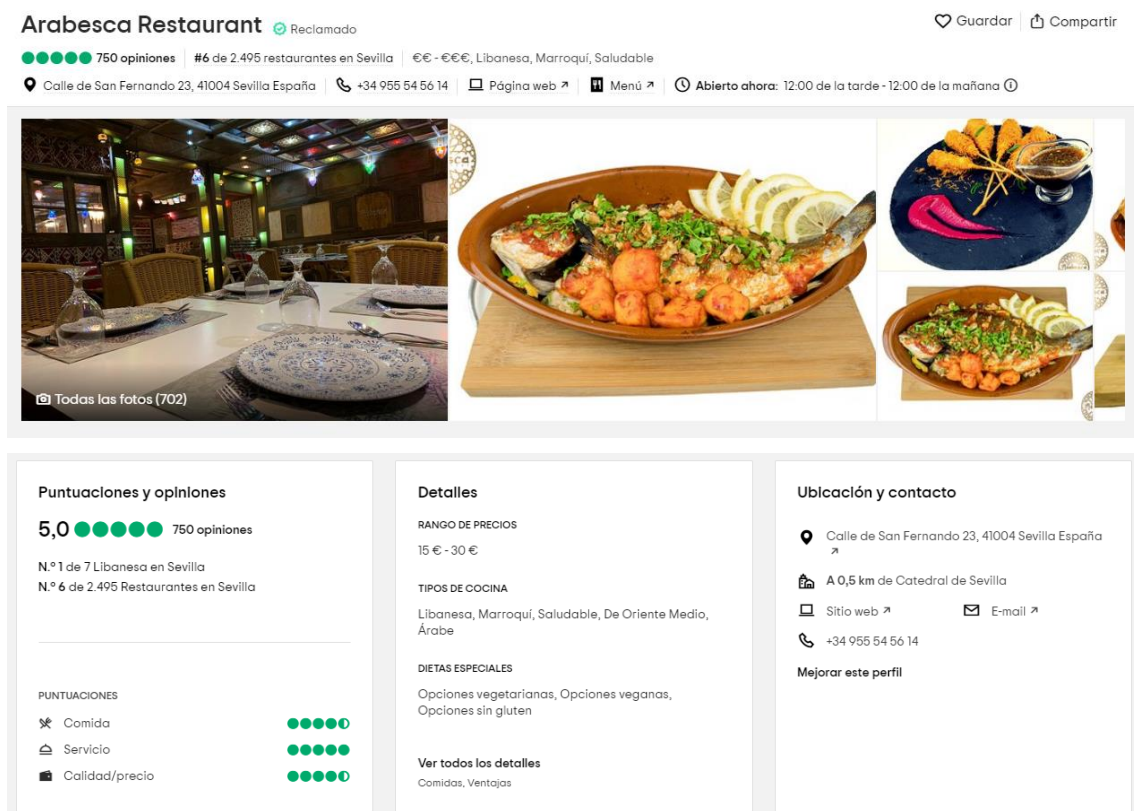 Arabesca Restaurant Reclamado
Guardar Compartir
750 opiniones #6 de 2.495 restaurantes en Sevilla €€ - €€€, Libanesa, Marroquí, Saludable
Calle de San Fernando 23, 41004 Sevilla España +34 955 54 56 14 Página web Menú Abierto ahora: 12:00 de la tarde - 12:00 de la mañana
Todas las fotos (702)
Puntuaciones y opiniones
5,0 750 opiniones
N.º 1 de 7 Libanesa en Sevilla
N.º 6 de 2.495 Restaurantes en Sevilla
PUNTUACIONES
Comida
Servicio
Calidad/precio
Detalles
RANGO DE PRECIOS
15 € - 30 €
TIPOS DE COCINA
Libanesa, Marroquí, Saludable, De Oriente Medio,
Árabe
DIETAS ESPECIALES
Opciones vegetarianas, Opciones veganas,
Opciones sin gluten
Ver todos los detalles
Comidas, Ventajas
Ubicación y contacto
Calle de San Fernando 23, 41004 Sevilla España
A 0,5 km de Catedral de Sevilla
Sitio web E-mail
+34 955 54 56 14
Mejorar este perfil